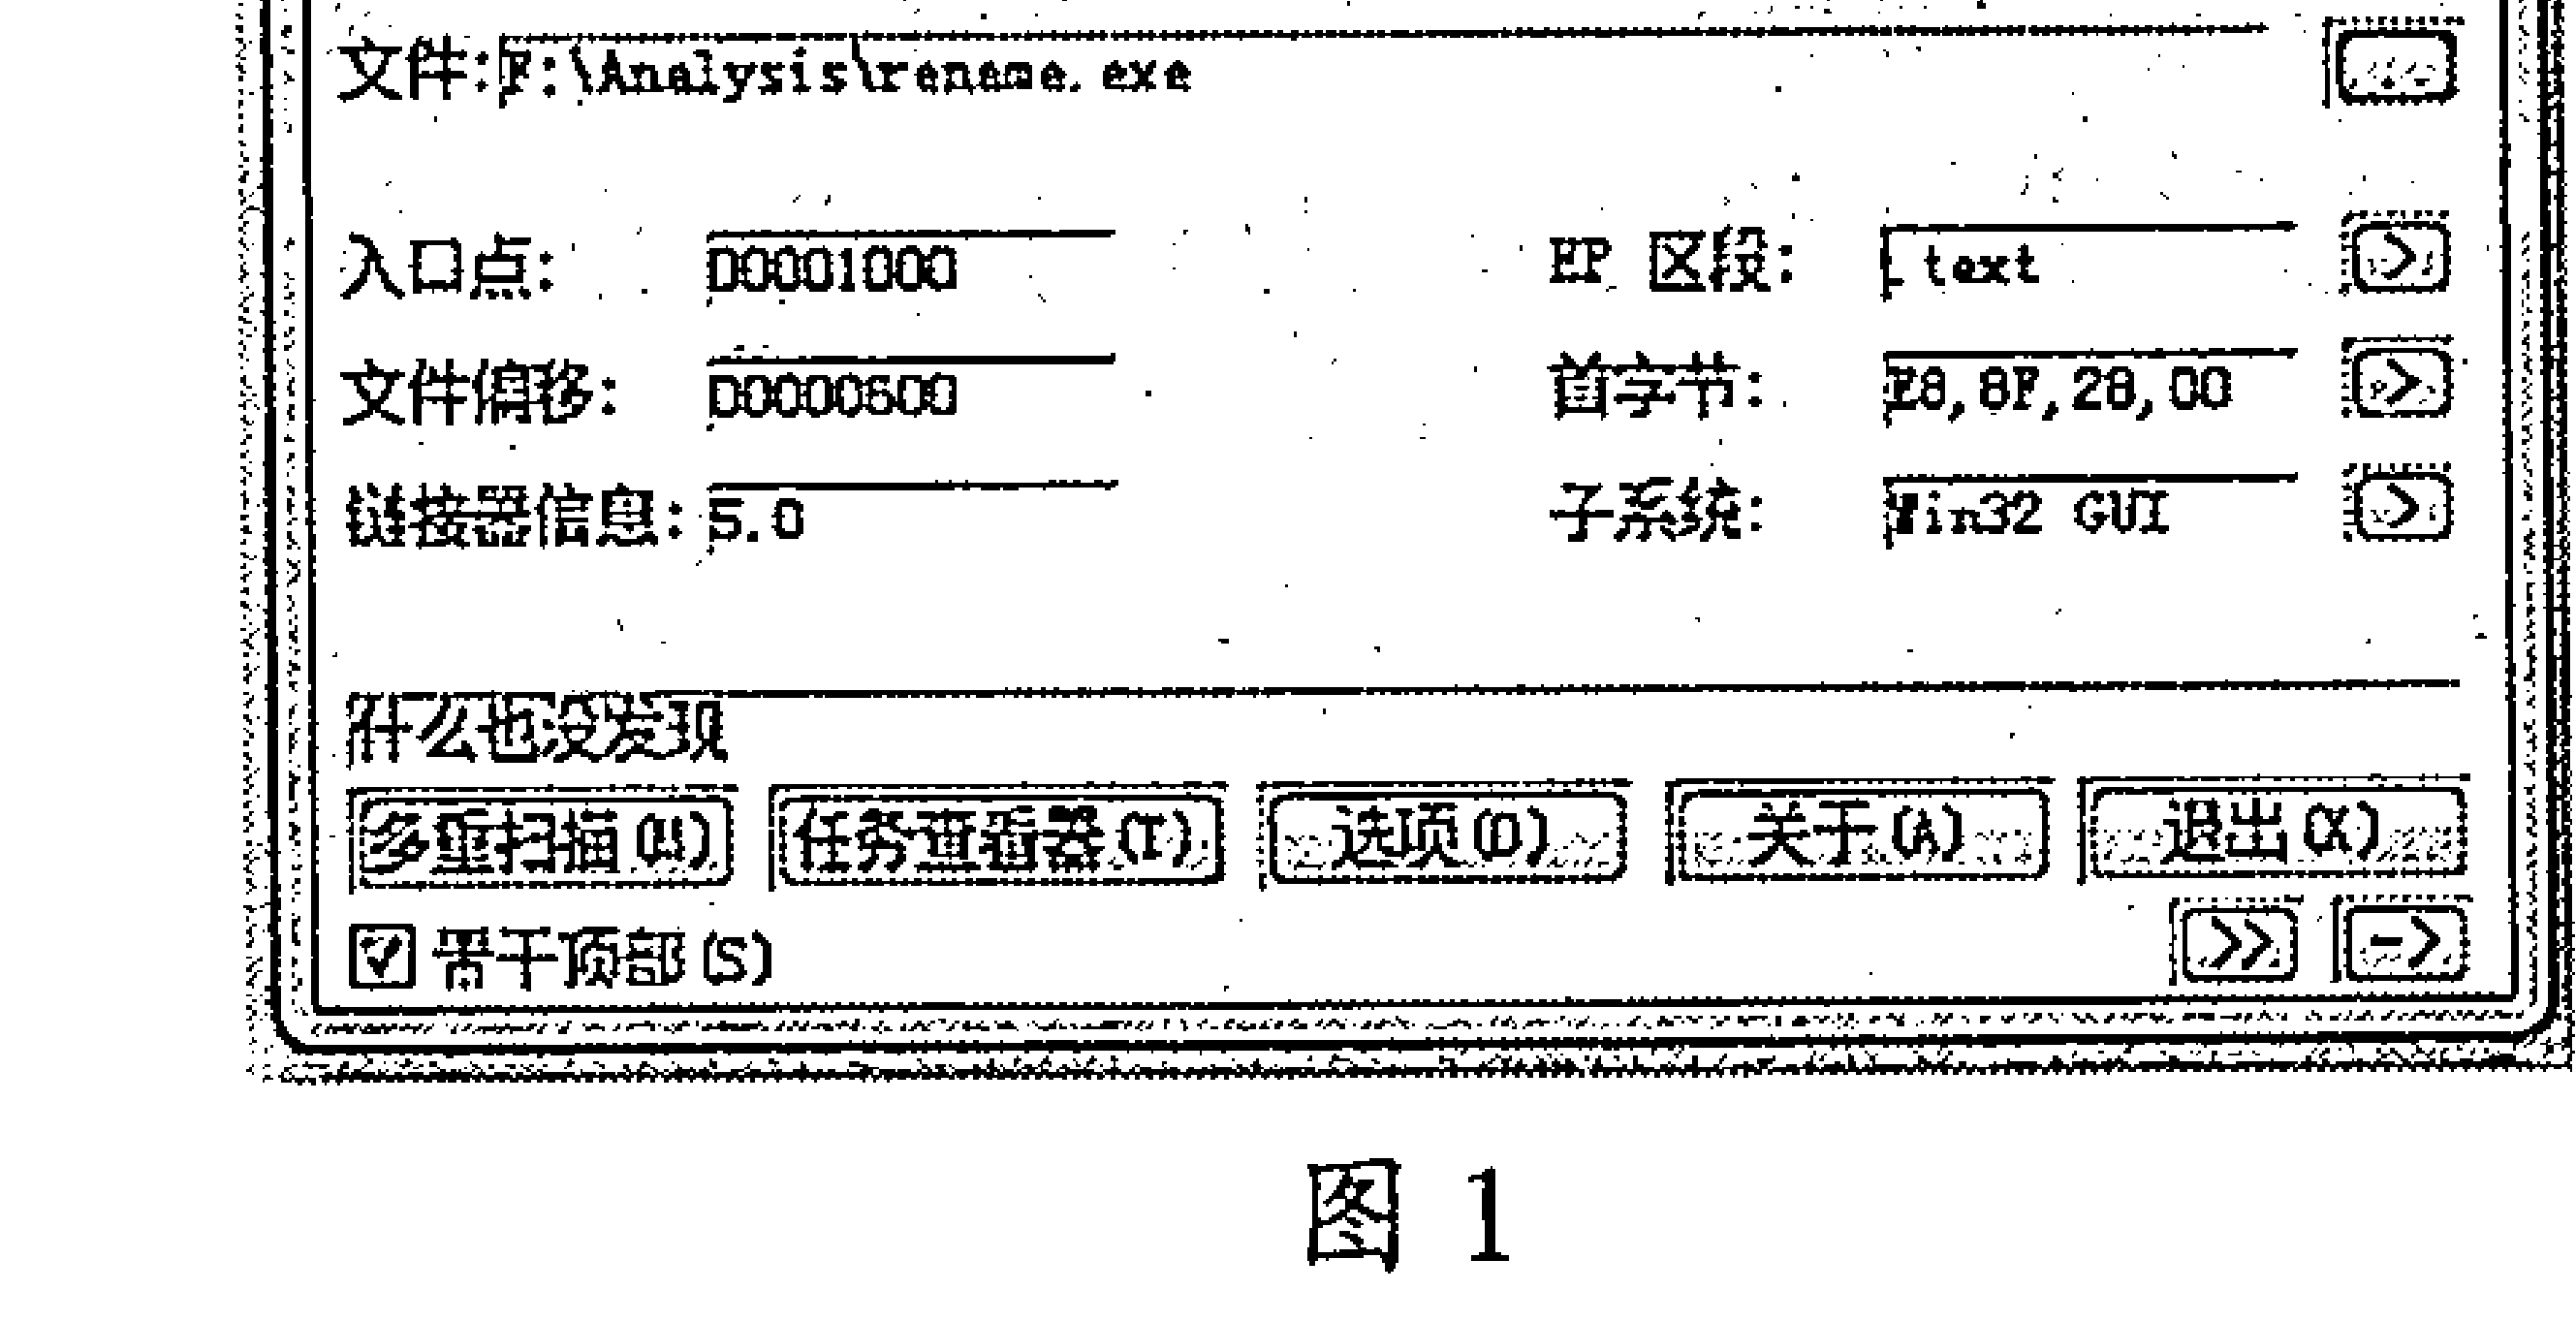 文件: F:\Analysis\rename.exe ...
入口点: 00001000 EP 区段: .text >
文件偏移: 00000600 首字节: E8,8F,28,00 >
链接器信息: 5.0 子系统: Win32 GUI >
什么也没发现
多重扫描(M) 任务查看器(T) 选项(O) 关于(A) 退出(X)
置于顶部(S) >> ->
图 1